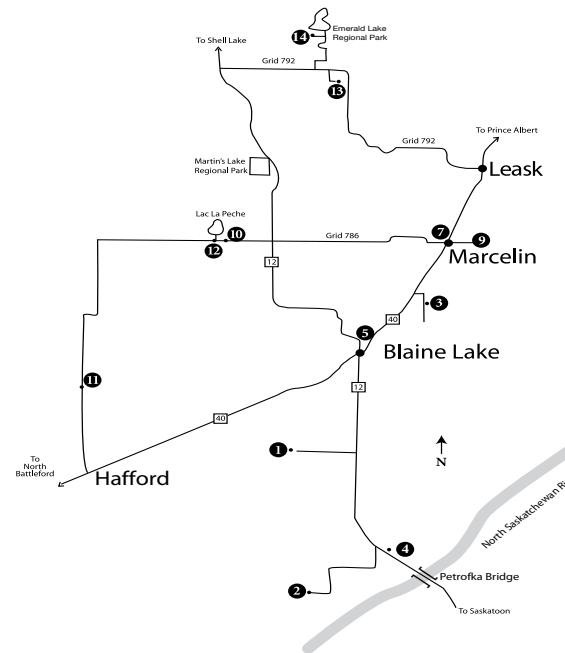 Emerald Lake
Regional Park
14
To Shell Lake
Grid 792
13
To Prince Albert
Grid 792
Martin's Lake
Regional Park
Leask
Lac La Peche
7
10
Grid 786
9
12
Marcelin
12
3
40
5
Blaine Lake
11
12
40
1
N
To
North
Battleford
Hafford
North Saskatchewan Ri
4
Petrofka Bridge
2
To Saskatoon